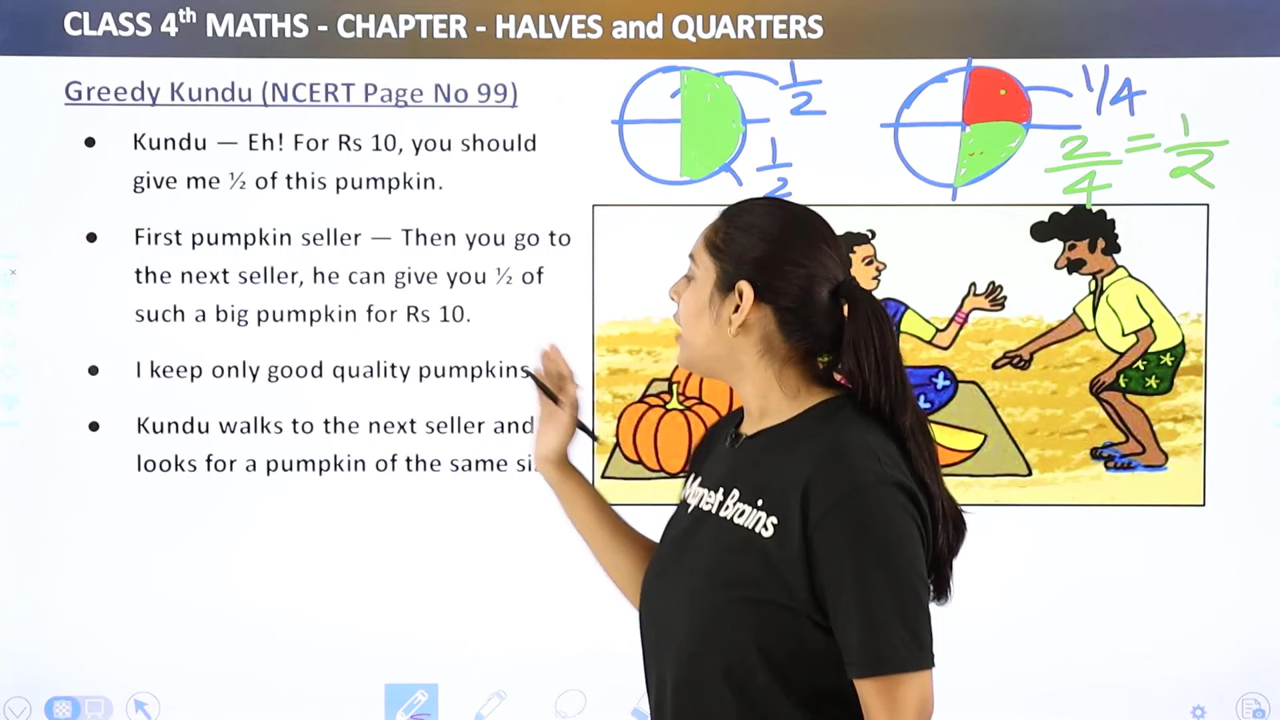 CLASS 4th MATHS - CHAPTER - HALVES and QUARTERS
Greedy Kundu (NCERT Page No 99)
● Kundu — Eh! For Rs 10, you should
give me ½ of this pumpkin.
● First pumpkin seller — Then you go to
the next seller, he can give you ½ of
such a big pumpkin for Rs 10.
● I keep only good quality pumpkins
● Kundu walks to the next seller and
looks for a pumpkin of the same
1/2
1/2
1/4
2/4 = 1/2
Magnet Brains